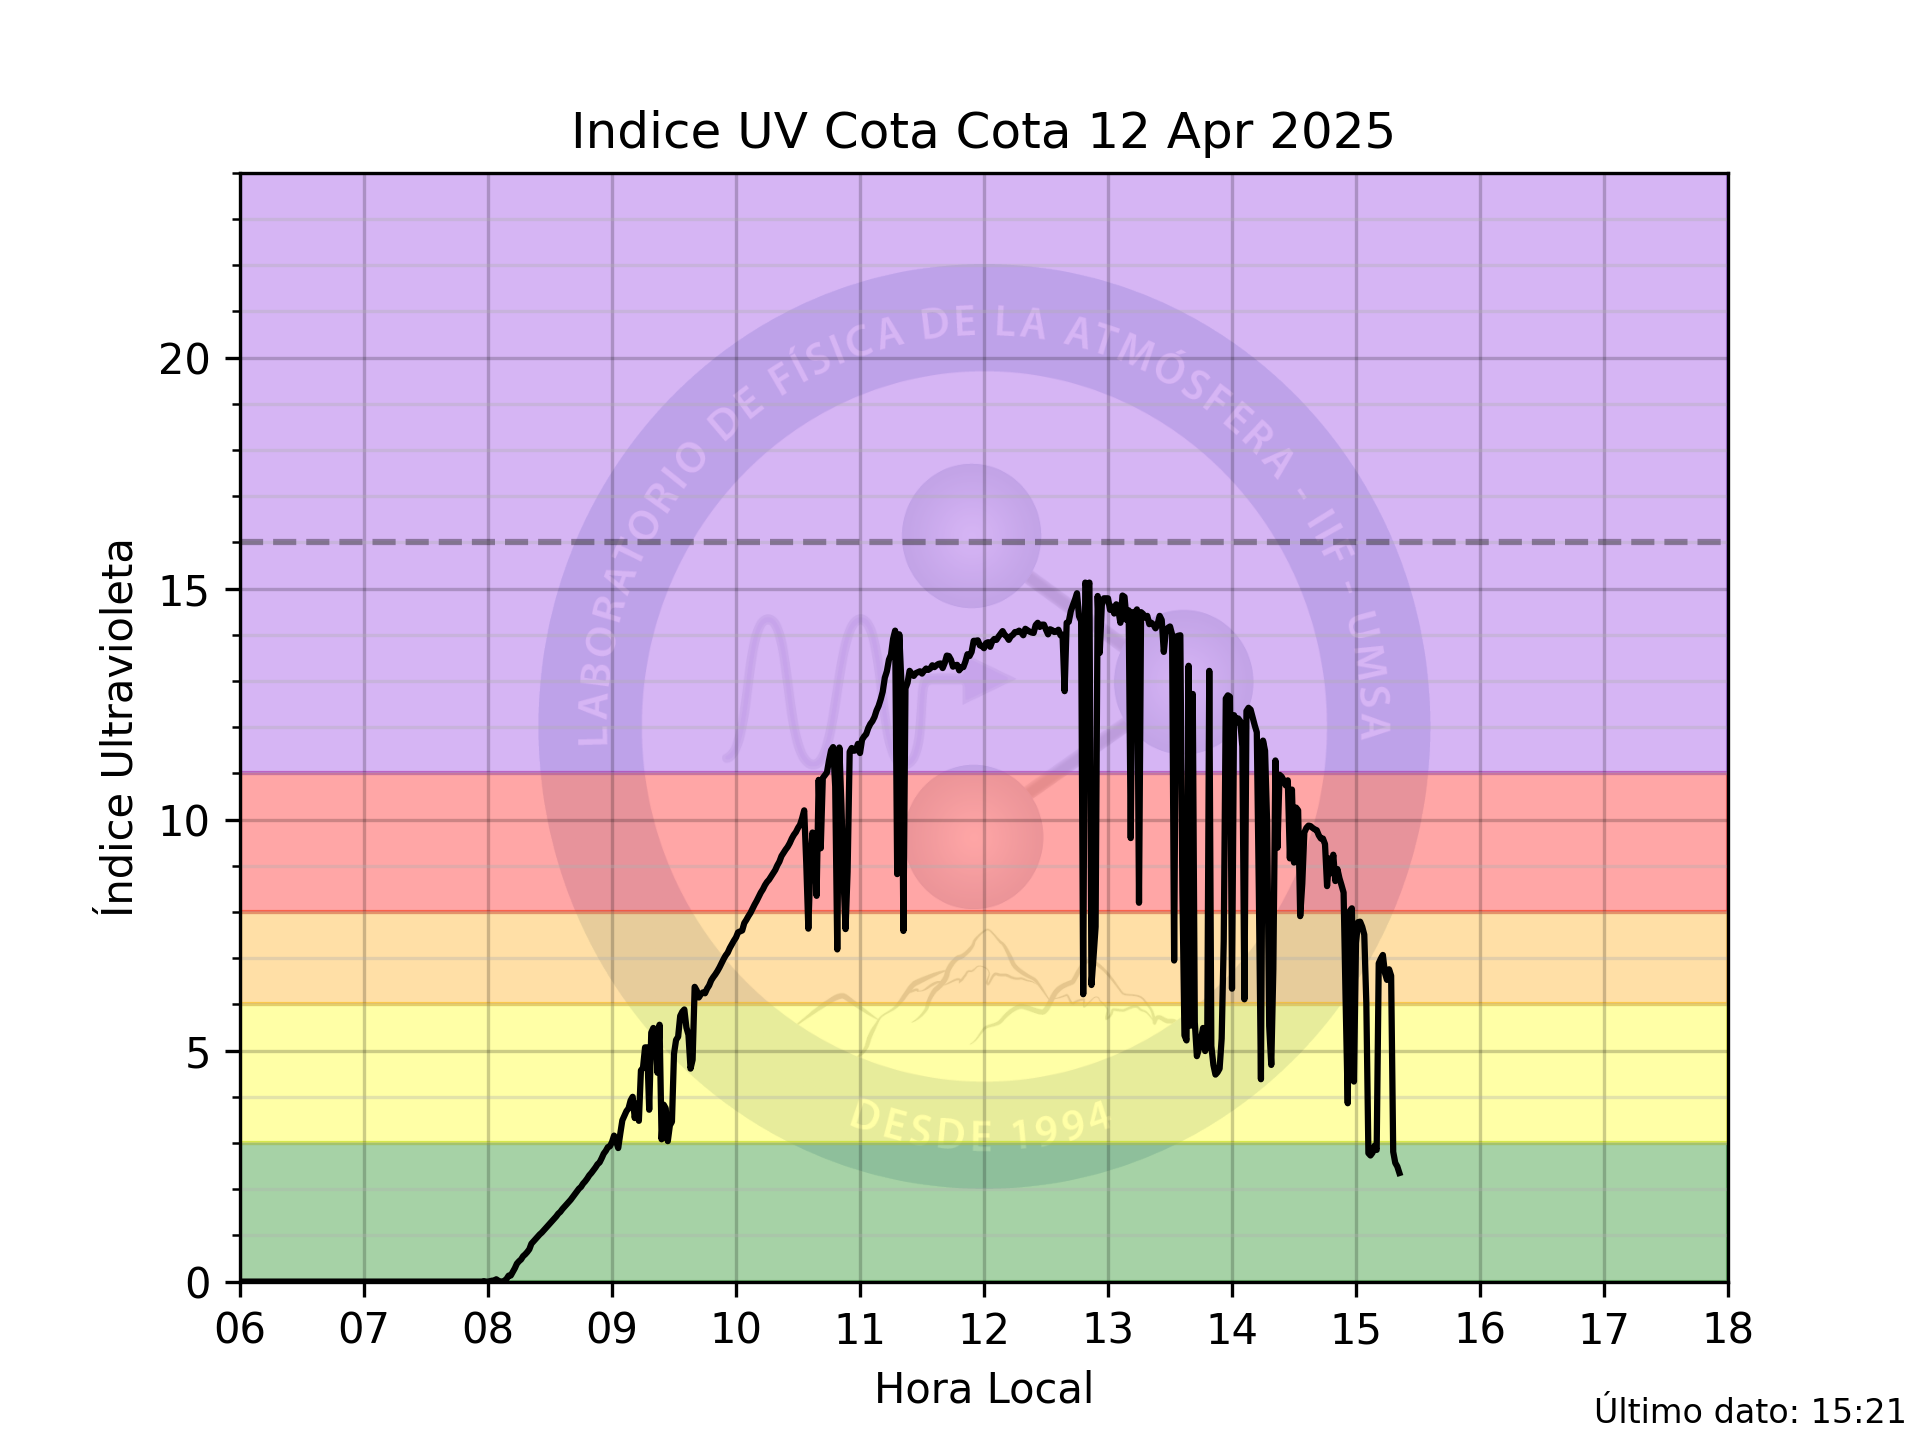 Indice UV Cota Cota 12 Apr 2025
LABORATORIO DE FÍSICA DE LA ATMÓSFERA - IIF - UMSA
DESDE 1994
Índice Ultravioleta
20
15
10
5
0
06 07 08 09 10 11 12 13 14 15 16 17 18
Hora Local
Último dato: 15:21